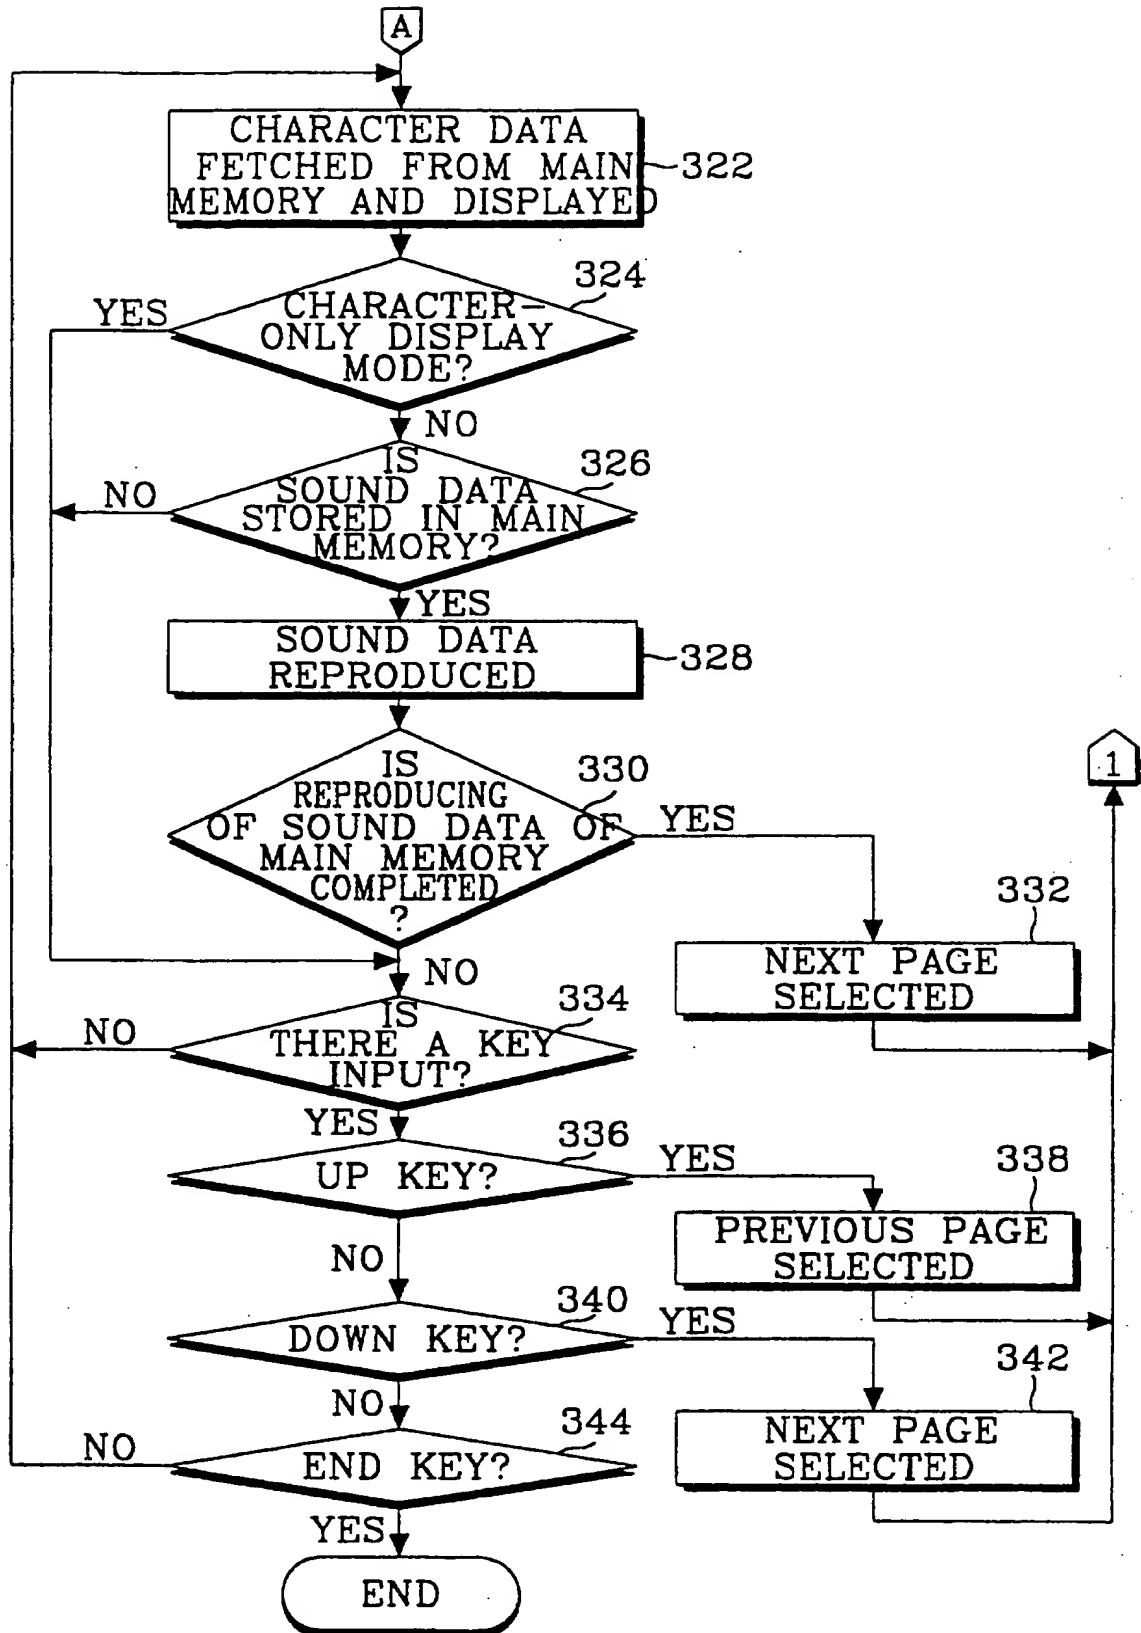 A
CHARACTER DATA
FETCHED FROM MAIN
MEMORY AND DISPLAYED
322
324
CHARACTER-
ONLY DISPLAY
MODE?
YES
NO
326
IS
SOUND DATA
STORED IN MAIN
MEMORY?
NO
YES
SOUND DATA
REPRODUCED
328
330
IS
REPRODUCING
OF SOUND DATA OF
MAIN MEMORY
COMPLETED
?
YES
1
332
NEXT PAGE
SELECTED
NO
334
IS
THERE A KEY
INPUT?
NO
YES
336
UP KEY?
YES
338
PREVIOUS PAGE
SELECTED
NO
340
DOWN KEY?
YES
342
NEXT PAGE
SELECTED
NO
344
END KEY?
NO
YES
END